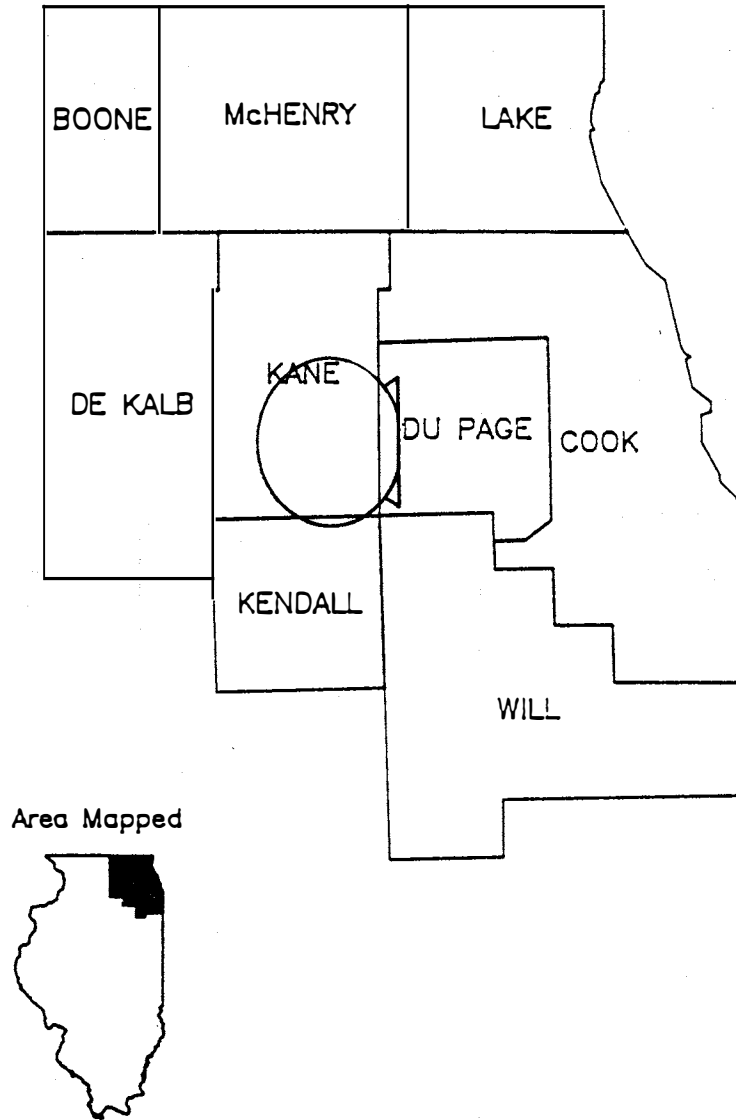 BOONE
McHENRY
LAKE
KANE
DE KALB
DU PAGE
COOK
KENDALL
WILL
Area Mapped